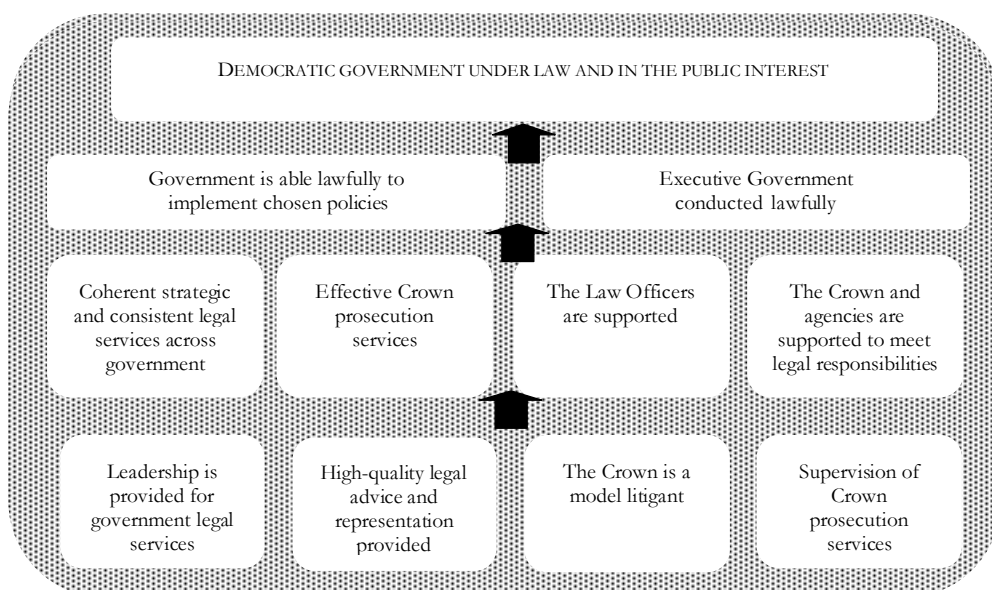 DEMOCRATIC GOVERNMENT UNDER LAW AND IN THE PUBLIC INTEREST
Government is able lawfully to
implement chosen policies
Executive Government
conducted lawfully
Coherent strategic
and consistent legal
services across
government
Effective Crown
prosecution
services
The Law Officers
are supported
The Crown and
agencies are
supported to meet
legal responsibilities
Leadership is
provided for
government legal
services
High-quality legal
advice and
representation
provided
The Crown is a
model litigant
Supervision of
Crown
prosecution
services